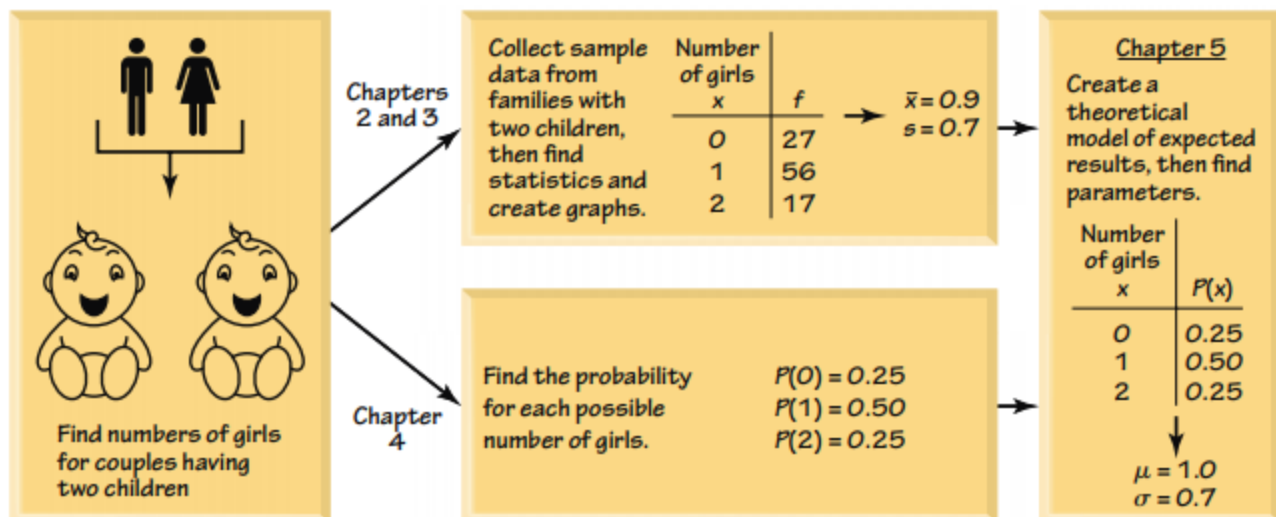 Find numbers of girls
for couples having
two children
Chapters
2 and 3
Chapter
4
Collect sample
data from
families with
two children,
then find
statistics and
create graphs.
Number
of girls
x f
0 27
1 56
2 17
x̄ = 0.9
s = 0.7
Find the probability
for each possible
number of girls.
P(0) = 0.25
P(1) = 0.50
P(2) = 0.25
Chapter 5
Create a
theoretical
model of expected
results, then find
parameters.
Number
of girls
x P(x)
0 0.25
1 0.50
2 0.25
μ = 1.0
σ = 0.7